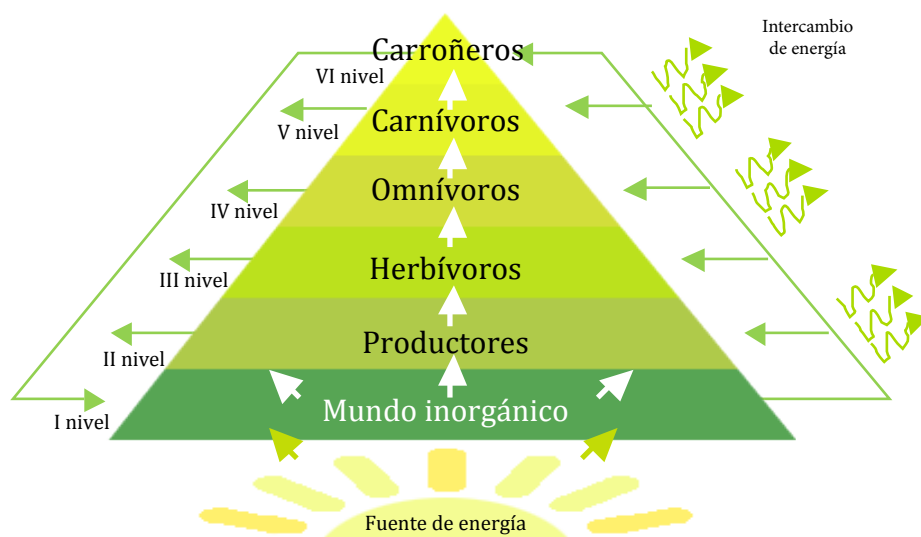 Intercambio
de energía
Carroñeros
VI nivel
Carnívoros
V nivel
Omnívoros
IV nivel
Herbívoros
III nivel
Productores
II nivel
Mundo inorgánico
I nivel
Fuente de energía